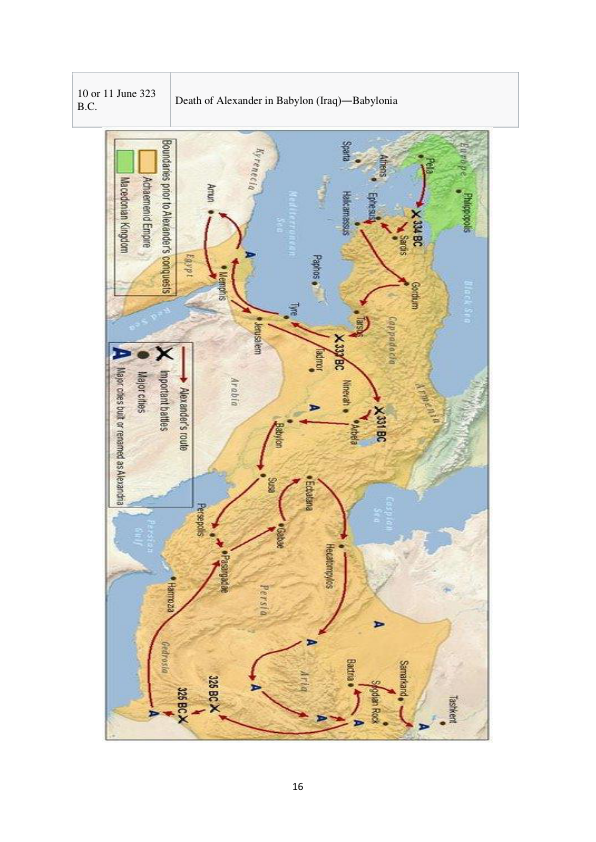 10 or 11 June 323
B.C.
Death of Alexander in Babylon (Iraq)—Babylonia
Europe
Philippopolis
Black Sea
Pella
334 BC
Athens
Sparta
Ephesus
Sardis
Halicarnassus
Gordium
Cappadocia
Armenia
Tarsus
Mediterranean
Sea
Paphos
333 BC
Tadmor
Tyre
Jerusalem
Kyrenecia
Amun
Memphis
Egypt
Red Sea
Arabia
331 BC
Ninevah
Arbela
Babylon
Caspian
Sea
Susa
Ecbatana
Gabae
Hecatompylos
Persepolis
Pasargadae
Persian
Gulf
Harmozia
Persia
Gedrosia
Aria
Bactra
Sogdian Rock
Samarkand
Tashkent
326 BC
325 BC
A
A
A
A
A
A
A
A
A
Boundaries prior to Alexander's conquests
Achaemenid Empire
Macedonian Kingdom
Alexander's route
Important battles
Major cities
A Major cities built or renamed as Alexandria
16